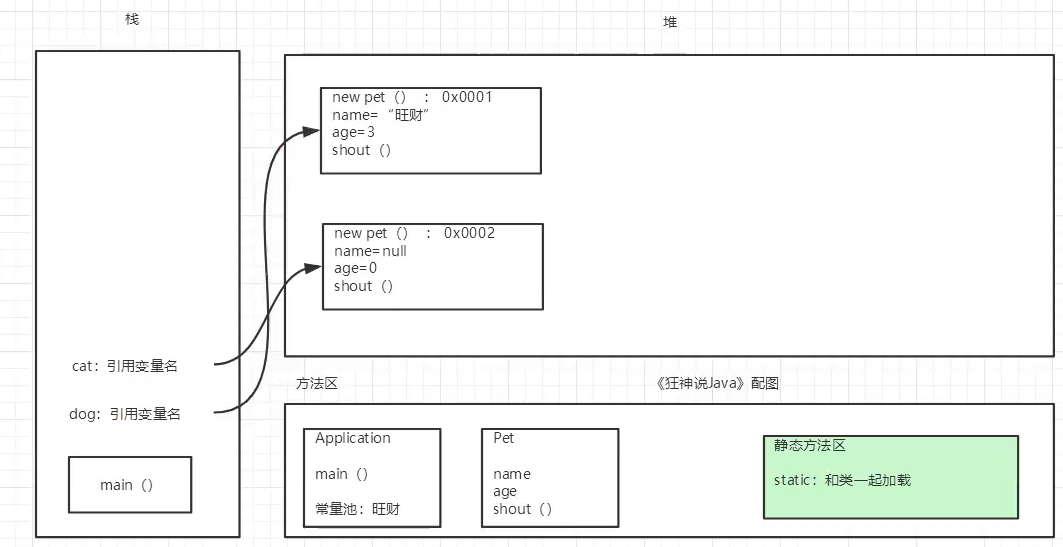 栈
堆
new pet（） ： 0x0001
name=“旺财”
age=3
shout（）
new pet（） ： 0x0002
name=null
age=0
shout（）
cat：引用变量名
dog：引用变量名
main（）
方法区
《狂神说Java》配图
Application
main（）
常量池：旺财
Pet
name
age
shout（）
静态方法区
static：和类一起加载